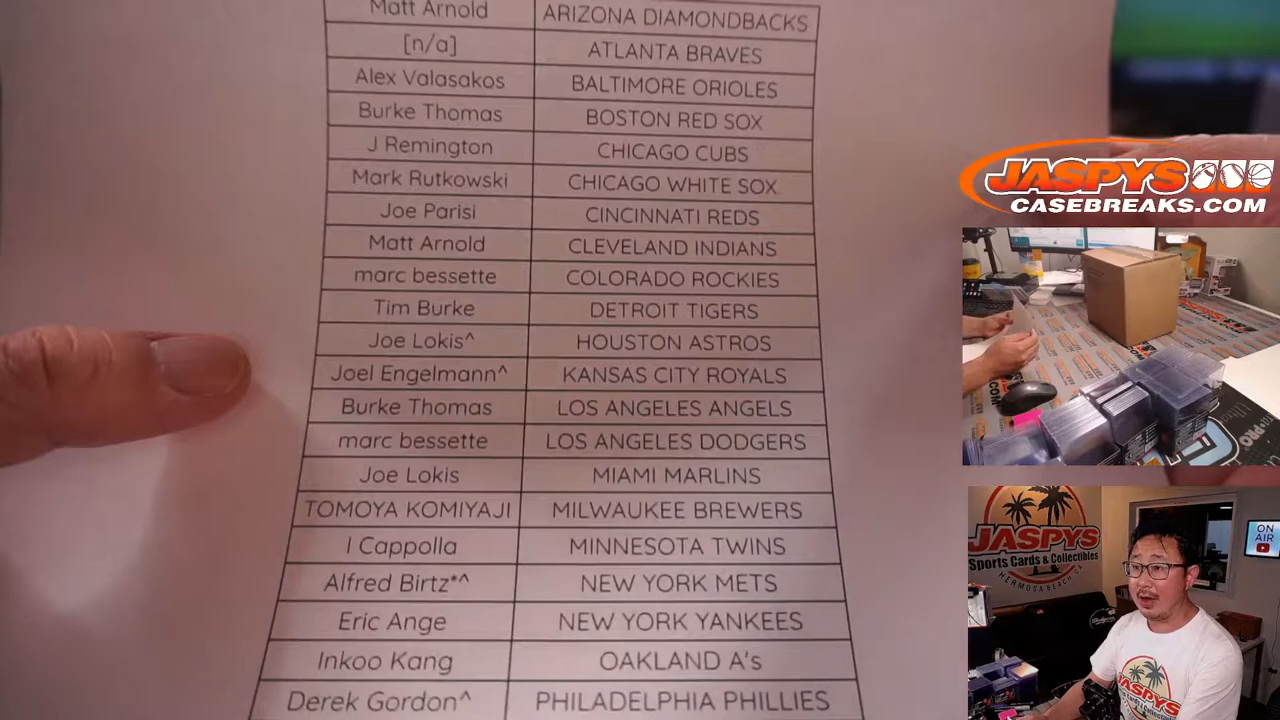 Matt Arnold ARIZONA DIAMONDBACKS
[n/a] ATLANTA BRAVES
Alex Valasakos BALTIMORE ORIOLES
Burke Thomas BOSTON RED SOX
J Remington CHICAGO CUBS
Mark Rutkowski CHICAGO WHITE SOX
Joe Parisi CINCINNATI REDS
Matt Arnold CLEVELAND INDIANS
marc bessette COLORADO ROCKIES
Tim Burke DETROIT TIGERS
Joe Lokis^ HOUSTON ASTROS
Joel Engelmann^ KANSAS CITY ROYALS
Burke Thomas LOS ANGELES ANGELS
marc bessette LOS ANGELES DODGERS
Joe Lokis MIAMI MARLINS
TOMOYA KOMIYAJI MILWAUKEE BREWERS
I Cappolla MINNESOTA TWINS
Alfred Birtz*^ NEW YORK METS
Eric Ange NEW YORK YANKEES
Inkoo Kang OAKLAND A's
Derek Gordon^ PHILADELPHIA PHILLIES
JASPYS
CASEBREAKS.COM
JASPYS
Sports Cards & Collectibles
HERMOSA BEACH CA
ON
AIR